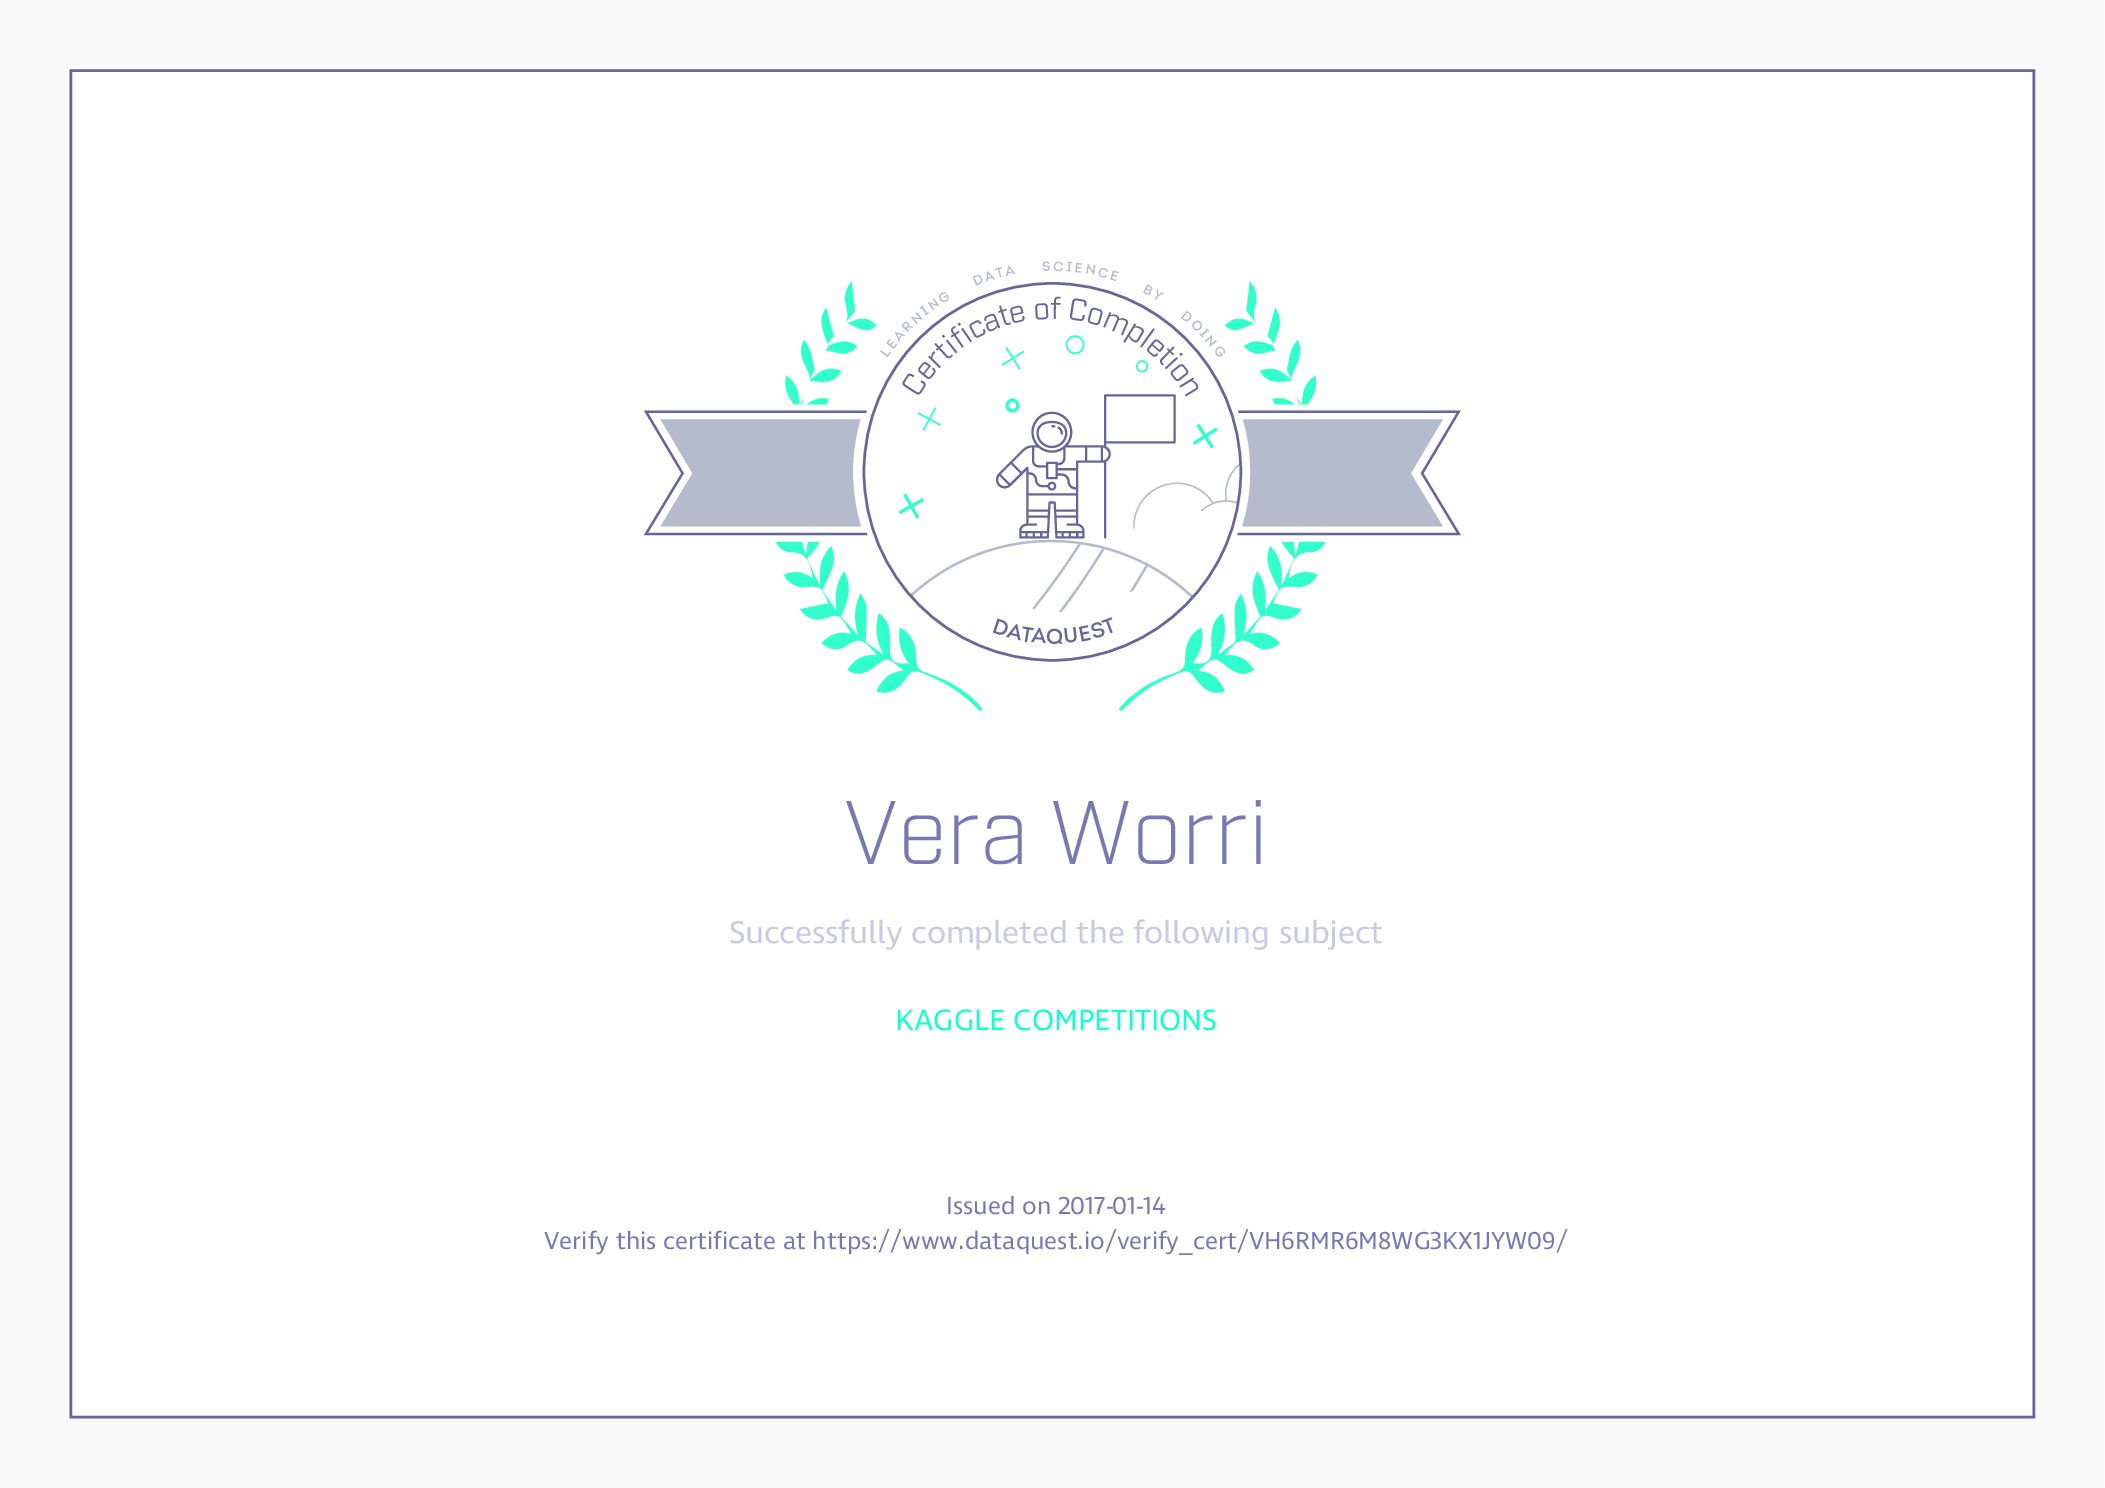 LEARNING DATA SCIENCE BY DOING
Certificate of Completion
DATAQUEST
Vera Worri
Successfully completed the following subject
KAGGLE COMPETITIONS
Issued on 2017-01-14
Verify this certificate at https://www.dataquest.io/verify_cert/VH6RMR6M8WG3KX1JYW09/